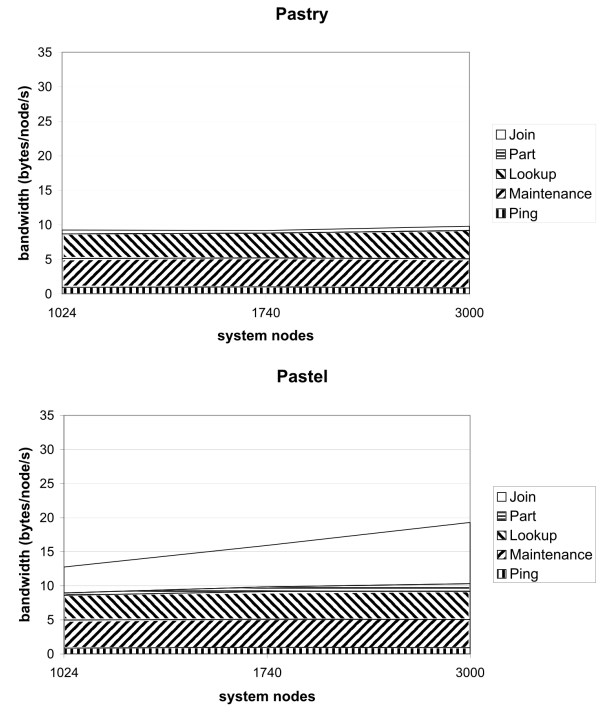 Pastry
35
30
25
20
15
10
5
0
bandwidth (bytes/node/s)
1024 1740 3000
system nodes
Join
Part
Lookup
Maintenance
Ping
Pastel
35
30
25
20
15
10
5
0
bandwidth (bytes/node/s)
1024 1740 3000
system nodes
Join
Part
Lookup
Maintenance
Ping